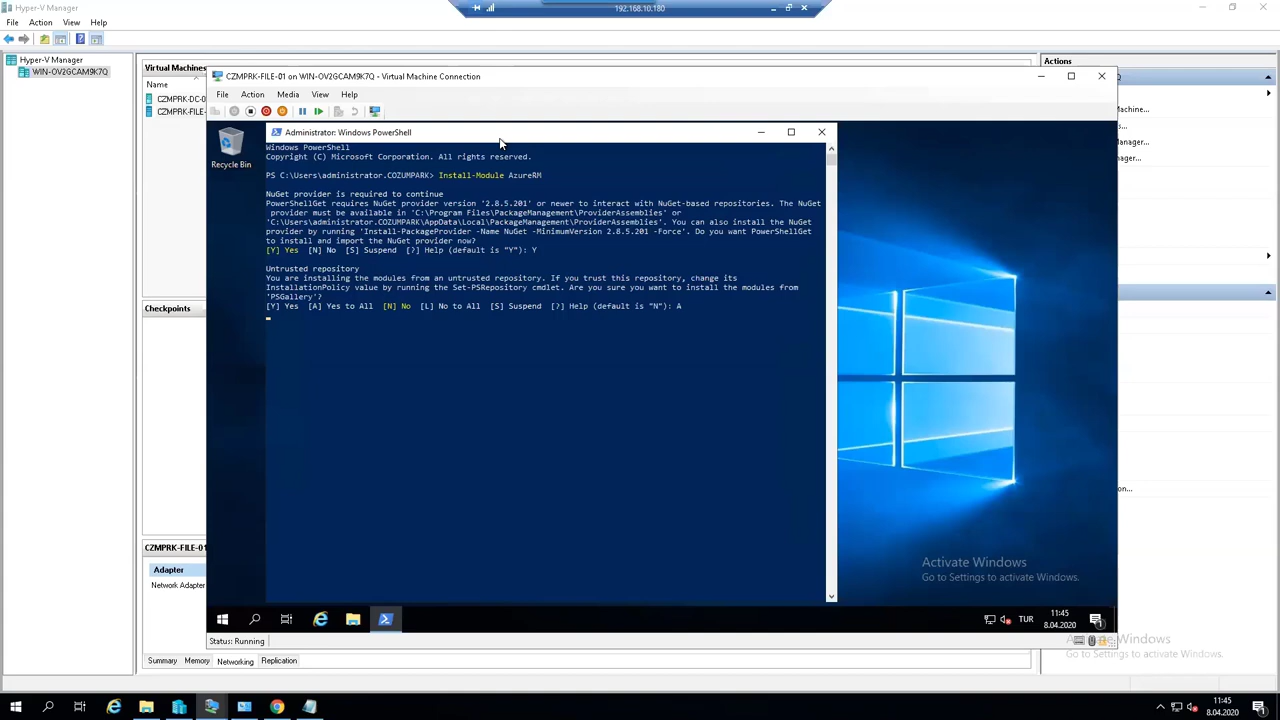 Hyper-V Manager
192.168.10.180
File Action View Help
Hyper-V Manager
WIN-OV2GCAM9K7Q
Virtual Machines
Name
CZMPRK-DC-0
CZMPRK-FILE-
Checkpoints
CZMPRK-FILE-01
Adapter
Network Adapter
Summary Memory Networking Replication
Actions
CZMPRK-FILE-01 on WIN-OV2GCAM9K7Q - Virtual Machine Connection
File Action Media View Help
Recycle Bin
Administrator: Windows PowerShell
Windows PowerShell
Copyright (C) Microsoft Corporation. All rights reserved.
PS C:\Users\administrator.COZUMPARK> Install-Module AzureRM
NuGet provider is required to continue
PowerShellGet requires NuGet provider version '2.8.5.201' or newer to interact with NuGet-based repositories. The NuGet
provider must be available in 'C:\Program Files\PackageManagement\ProviderAssemblies' or
'C:\Users\administrator.COZUMPARK\AppData\Local\PackageManagement\ProviderAssemblies'. You can also install the NuGet
provider by running 'Install-PackageProvider -Name NuGet -MinimumVersion 2.8.5.201 -Force'. Do you want PowerShellGet
to install and import the NuGet provider now?
[Y] Yes [N] No [S] Suspend [?] Help (default is "Y"): Y
Untrusted repository
You are installing the modules from an untrusted repository. If you trust this repository, change its
InstallationPolicy value by running the Set-PSRepository cmdlet. Are you sure you want to install the modules from
'PSGallery'?
[Y] Yes [A] Yes to All [N] No [L] No to All [S] Suspend [?] Help (default is "N"): A
Activate Windows
Go to Settings to activate Windows.
TUR
11:45
8.04.2020
Status: Running
achine...
s...
anager...
anager...
on...
Activate Windows
Go to Settings to activate Windows.
11:45
8.04.2020